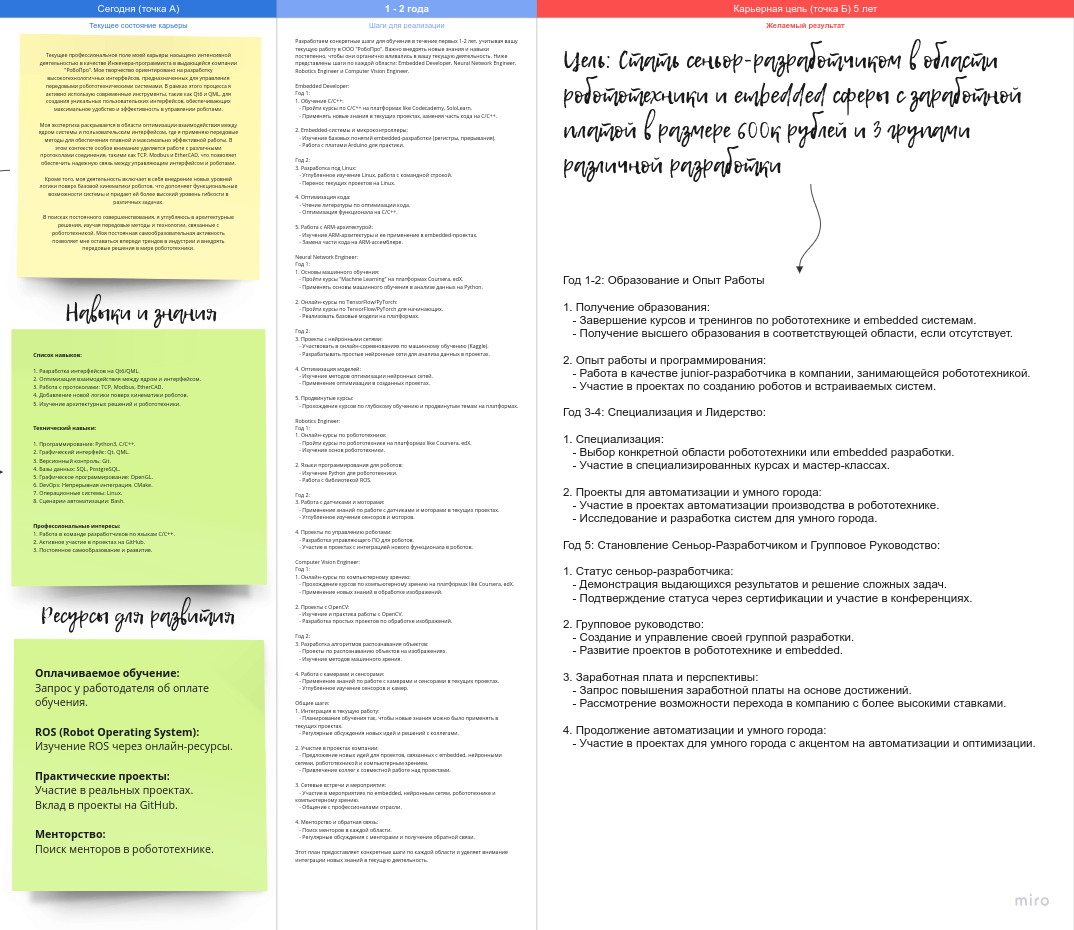 Сегодня (точка А)
Текущее состояние карьеры
Текущее профессиональное поле моей карьеры насыщено интенсивной
деятельностью в качестве Инженера-программиста в выдающейся компании
"РобоПро". Мое творчество ориентировано на разработку
высокотехнологичных интерфейсов, предназначенных для управления
передовыми робототехническими системами. В рамках этого процесса я
активно использую современные инструменты, такие как Qt6 и QML, для
создания уникальных пользовательских интерфейсов, обеспечивающих
максимальное удобство и эффективность в управлении роботами.
Моя экспертиза раскрывается в области оптимизации взаимодействия между
ядром системы и пользовательским интерфейсом, где я применяю передовые
методы для обеспечения плавной и максимально эффективной работы. В
этом контексте особое внимание уделяется работе с различными
протоколами соединения, такими как TCP, Modbus и EtherCAD, что позволяет
обеспечить надежную связь между управляющим интерфейсом и роботами.
Кроме того, моя деятельность включает в себя внедрение новых уровней
логики поверх базовой кинематики роботов, что дополняет функциональные
возможности системы и придает ей более высокий уровень гибкости в
различных задачах.
В поисках постоянного совершенствования, я углубляюсь в архитектурные
решения, изучая передовые методы и технологии, связанные с
робототехникой. Моя постоянная самообразовательная активность
позволяет мне оставаться впереди трендов в индустрии и внедрять
передовые решения в мире робототехники.
Навыки и знания
Список навыков:
1. Разработка интерфейсов на Qt6/QML.
2. Оптимизация взаимодействия между ядром и интерфейсом.
3. Работа с протоколами: TCP, Modbus, EtherCAD.
4. Добавление новой логики поверх кинематики роботов.
5. Изучение архитектурных решений и робототехники.
Технический навыки:
1. Программирование: Python3, C/C++.
2. Графический интерфейс: Qt, QML.
3. Версионный контроль: Git.
4. Базы данных: SQL, PostgreSQL.
5. Графическое программирование: OpenGL.
6. DevOps: Непрерывная интеграция, CMake.
7. Операционные системы: Linux.
8. Сценарии автоматизации: Bash.
Профессиональные интересы:
1. Работа в команде разработчиков по языкам C/C++.
2. Активное участие в проектах на GitHub.
3. Постоянное самообразование и развитие.
Ресурсы для развития
Оплачиваемое обучение:
Запрос у работодателя об оплате
обучения.
ROS (Robot Operating System):
Изучение ROS через онлайн-ресурсы.
Практические проекты:
Участие в реальных проектах.
Вклад в проекты на GitHub.
Менторство:
Поиск менторов в робототехнике.
1 - 2 года
Шаги для реализации
Разработаем конкретные шаги для обучения в течение первых 1-2 лет, учитывая вашу
текущую работу в ООО "РобоПро". Важно внедрять новые знания и навыки
постепенно, чтобы они органично вливались в вашу текущую деятельность. Ниже
представлены шаги по каждой области: Embedded Developer, Neural Network Engineer,
Robotics Engineer и Computer Vision Engineer.
Embedded Developer:
Год 1:
1. Обучение C/C++:
- Пройти курсы по C/C++ на платформах like Codecademy, SoloLearn.
- Применять новые знания в текущих проектах, заменяя часть кода на C/C++.
2. Embedded-системы и микроконтроллеры:
- Изучение базовых понятий embedded-разработки (регистры, прерывания).
- Работа с платами Arduino для практики.
Год 2:
3. Разработка под Linux:
- Углубленное изучение Linux, работа с командной строкой.
- Перенос текущих проектов на Linux.
4. Оптимизация кода:
- Чтение литературы по оптимизации кода.
- Оптимизация функционала на C/C++.
5. Работа с ARM-архитектурой:
- Изучение ARM-архитектуры и ее применение в embedded-проектах.
- Замена части кода на ARM-ассемблере.
Neural Network Engineer:
Год 1:
1. Основы машинного обучения:
- Пройти курсы "Machine Learning" на платформах Coursera, edX.
- Применять основы машинного обучения в анализе данных на Python.
2. Онлайн-курсы по TensorFlow/PyTorch:
- Пройти курсы по TensorFlow/PyTorch для начинающих.
- Реализовать базовые модели на платформах.
Год 2:
3. Проекты с нейронными сетями:
- Участвовать в онлайн-соревнованиях по машинному обучению (Kaggle).
- Разрабатывать простые нейронные сети для анализа данных в проектах.
4. Оптимизация моделей:
- Изучение методов оптимизации нейронных сетей.
- Применение оптимизации в созданных проектах.
5. Продвинутые курсы:
- Прохождение курсов по глубокому обучению и продвинутым темам на платформах.
Robotics Engineer:
Год 1:
1. Онлайн-курсы по робототехнике:
- Пройти курсы по робототехнике на платформах like Coursera, edX.
- Изучение основ робототехники.
2. Языки программирования для роботов:
- Изучение Python для робототехники.
- Работа с библиотекой ROS.
Год 2:
3. Работа с датчиками и моторами:
- Применение знаний по работе с датчиками и моторами в текущих проектах.
- Углубленное изучение сенсоров и моторов.
4. Проекты по управлению роботами:
- Разработка управляющего ПО для роботов.
- Участие в проектах с интеграцией нового функционала в роботов.
Computer Vision Engineer:
Год 1:
1. Онлайн-курсы по компьютерному зрению:
- Прохождение курсов по компьютерному зрению на платформах like Coursera, edX.
- Применение новых знаний в обработке изображений.
2. Проекты с OpenCV:
- Изучение и практика работы с OpenCV.
- Разработка простых проектов по обработке изображений.
Год 2:
3. Разработка алгоритмов распознавания объектов:
- Проекты по распознаванию объектов на изображениях.
- Изучение методов машинного зрения.
4. Работа с камерами и сенсорами:
- Применение знаний по работе с камерами и сенсорами в текущих проектах.
- Углубленное изучение сенсоров и камер.
Общие шаги:
1. Интеграция в текущую работу:
- Планирование обучения так, чтобы новые знания можно было применять в
текущих проектах.
- Регулярные обсуждения новых идей и решений с коллегами.
2. Участие в проектах компании:
- Предложение новых идей для проектов, связанных с embedded, нейронными
сетями, робототехникой и компьютерным зрением.
- Привлечение коллег к совместной работе над проектами.
3. Сетевые встречи и мероприятия:
- Участие в мероприятиях по embedded, нейронным сетям, робототехнике и
компьютерному зрению.
- Общение с профессионалами отрасли.
4. Менторство и обратная связь:
- Поиск менторов в каждой области.
- Регулярные обсуждения с менторами и получение обратной связи.
Этот план предоставляет конкретные шаги по каждой области и уделяет внимание
интеграции новых знаний в текущую деятельность.
Карьерная цель (точка Б) 5 лет
Желаемый результат
Цель: Стать сеньор-разработчиком в области
робототехники и embedded сферы с заработной
платой в размере 600к рублей и 3 групами
различной разработки
Год 1-2: Образование и Опыт Работы
1. Получение образования:
- Завершение курсов и тренингов по робототехнике и embedded системам.
- Получение высшего образования в соответствующей области, если отсутствует.
2. Опыт работы и программирования:
- Работа в качестве junior-разработчика в компании, занимающейся робототехникой.
- Участие в проектах по созданию роботов и встраиваемых систем.
Год 3-4: Специализация и Лидерство:
1. Специализация:
- Выбор конкретной области робототехники или embedded разработки.
- Участие в специализированных курсах и мастер-классах.
2. Проекты для автоматизации и умного города:
- Участие в проектах автоматизации производства в робототехнике.
- Исследование и разработка систем для умного города.
Год 5: Становление Сеньор-Разработчиком и Групповое Руководство:
1. Статус сеньор-разработчика:
- Демонстрация выдающихся результатов и решение сложных задач.
- Подтверждение статуса через сертификации и участие в конференциях.
2. Групповое руководство:
- Создание и управление своей группой разработки.
- Развитие проектов в робототехнике и embedded.
3. Заработная плата и перспективы:
- Запрос повышения заработной платы на основе достижений.
- Рассмотрение возможности перехода в компанию с более высокими ставками.
4. Продолжение автоматизации и умного города:
- Участие в проектах для умного города с акцентом на автоматизации и оптимизации.
miro